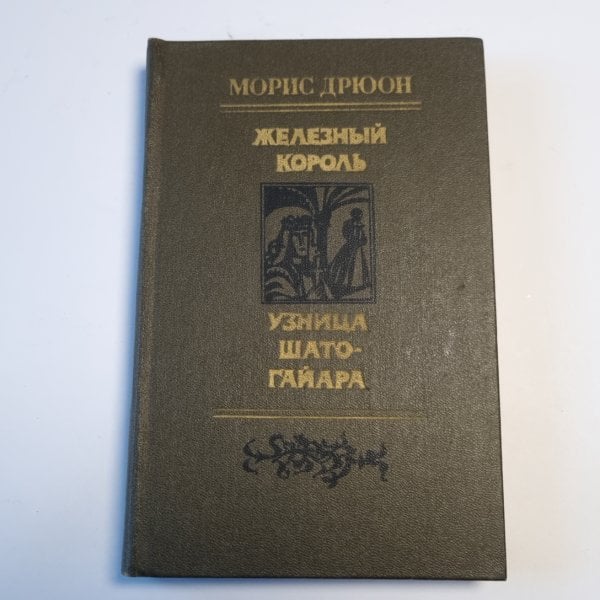 МОРИС ДРЮОН
ЖЕЛЕЗНЫЙ
КОРОЛЬ
УЗНИЦА
ШАТО-
ГАЙАРА